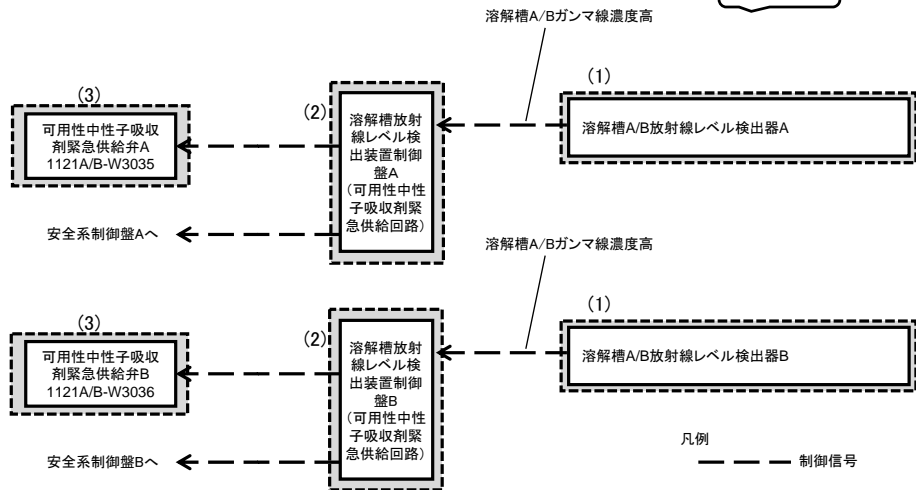 溶解槽A/Bガンマ線濃度高
(1)
溶解槽A/B放射線レベル検出器A
(2)
溶解槽放射
線レベル検
出装置制御
盤A
(可用性中性
子吸収剤緊
急供給回路)
(3)
可用性中性子吸収
剤緊急供給弁A
1121A/B-W3035
安全系制御盤Aへ
溶解槽A/Bガンマ線濃度高
(1)
溶解槽A/B放射線レベル検出器B
(2)
溶解槽放射
線レベル検
出装置制御
盤B
(可用性中性
子吸収剤緊
急供給回路)
(3)
可用性中性子吸収
剤緊急供給弁B
1121A/B-W3036
安全系制御盤Bへ
凡例
制御信号